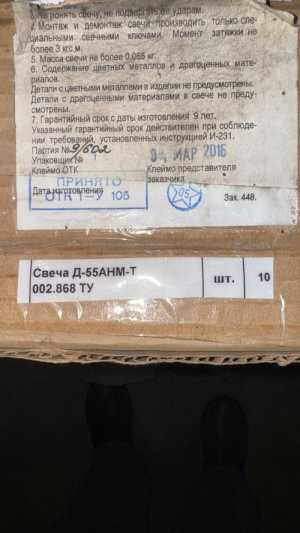 не ронять свечу, не подвергать ее ударам.
4. Монтаж и демонтаж свечи производить только спе-
циальными свечными ключами. Момент затяжки не
более 3 кгс.м.
5. Масса свечи не более 0,055 кг.
6. Содержание цветных металлов и драгоценных мате-
риалов.
Детали с цветными металлами в изделии не предусмотрены.
Детали с драгоценными материалами в свече не преду-
смотрены.
7. Гарантийный срок с даты изготовления 9 лет.
Указанный гарантийный срок действителен при соблюде-
нии требований, установленных инструкцией И-231.
Партия №
Упаковщик № 04 МАР 2016
Клеймо ОТК Клеймо представителя
заказчика
ПРИНЯТО
Дата изготовления
ОТК 105
05
Зак. 448.
Свеча Д-55АНМ-Т
002.868 ТУ
шт.
10